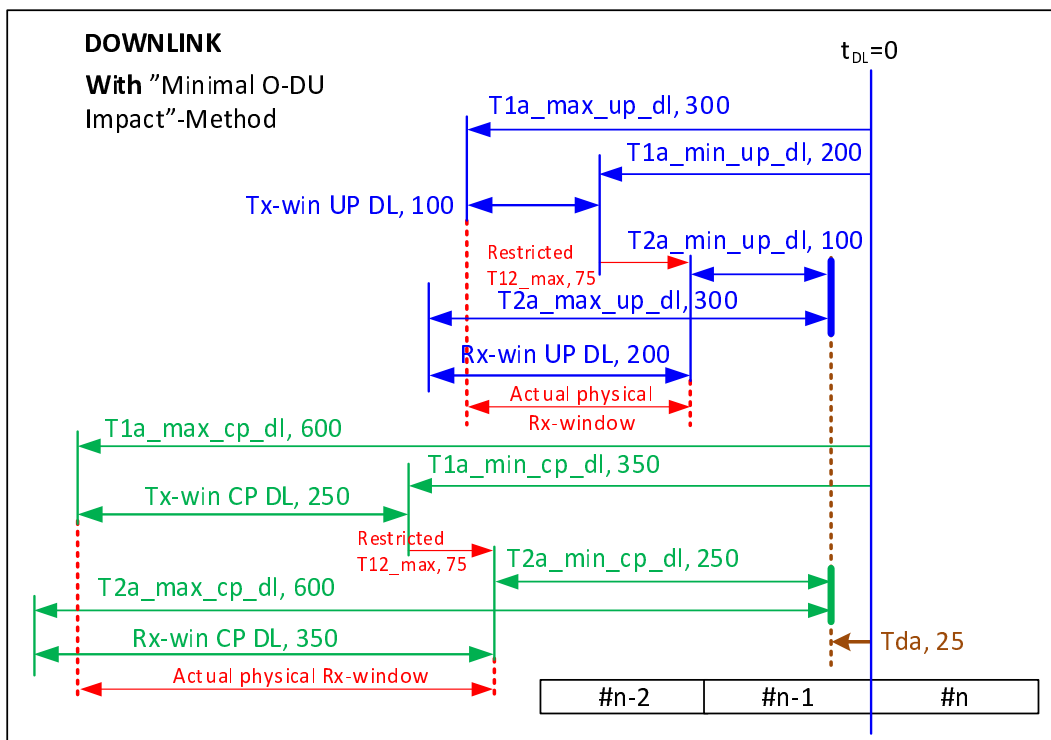 DOWNLINK
With ”Minimal O-DU
Impact”-Method
tDL=0
T1a_max_up_dl, 300
T1a_min_up_dl, 200
Tx-win UP DL, 100
T2a_min_up_dl, 100
Restricted
T12_max, 75
T2a_max_up_dl, 300
Rx-win UP DL, 200
Actual physical
Rx-window
T1a_max_cp_dl, 600
T1a_min_cp_dl, 350
Tx-win CP DL, 250
Restricted
T12_max, 75
T2a_min_cp_dl, 250
T2a_max_cp_dl, 600
Rx-win CP DL, 350
Tda, 25
Actual physical Rx-window
#n-2 #n-1 #n